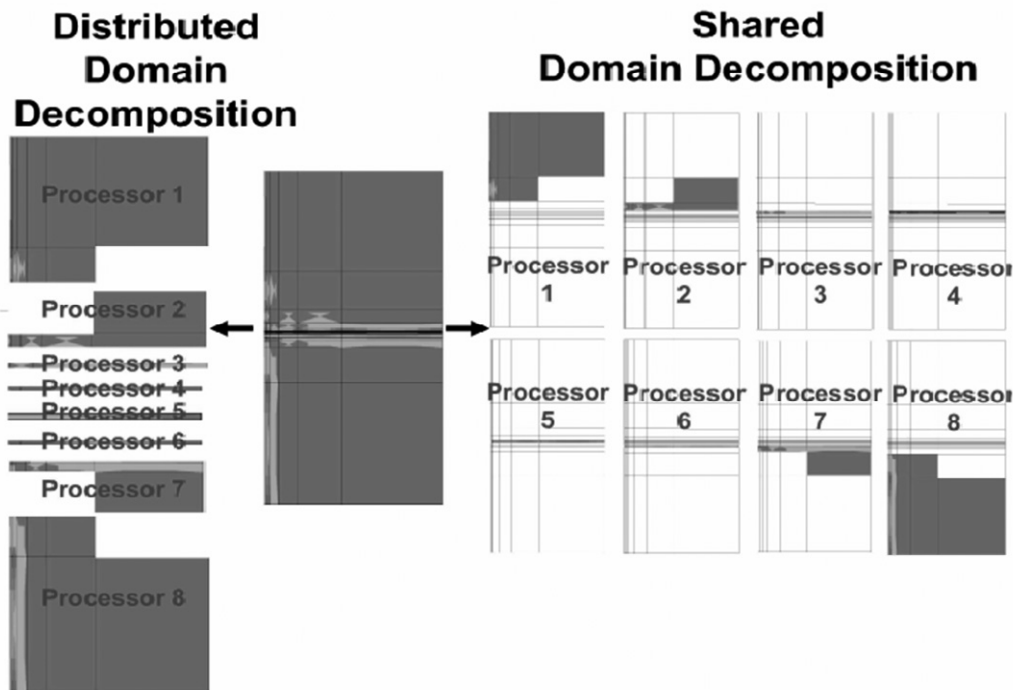 Distributed
Domain
Decomposition
Shared
Domain Decomposition
Processor 1
Processor 2
Processor 3
Processor 4
Processor 5
Processor 6
Processor 7
Processor 8
Processor
1
Processor
2
Processor
3
Processor
4
Processor
5
Processor
6
Processor
7
Processor
8